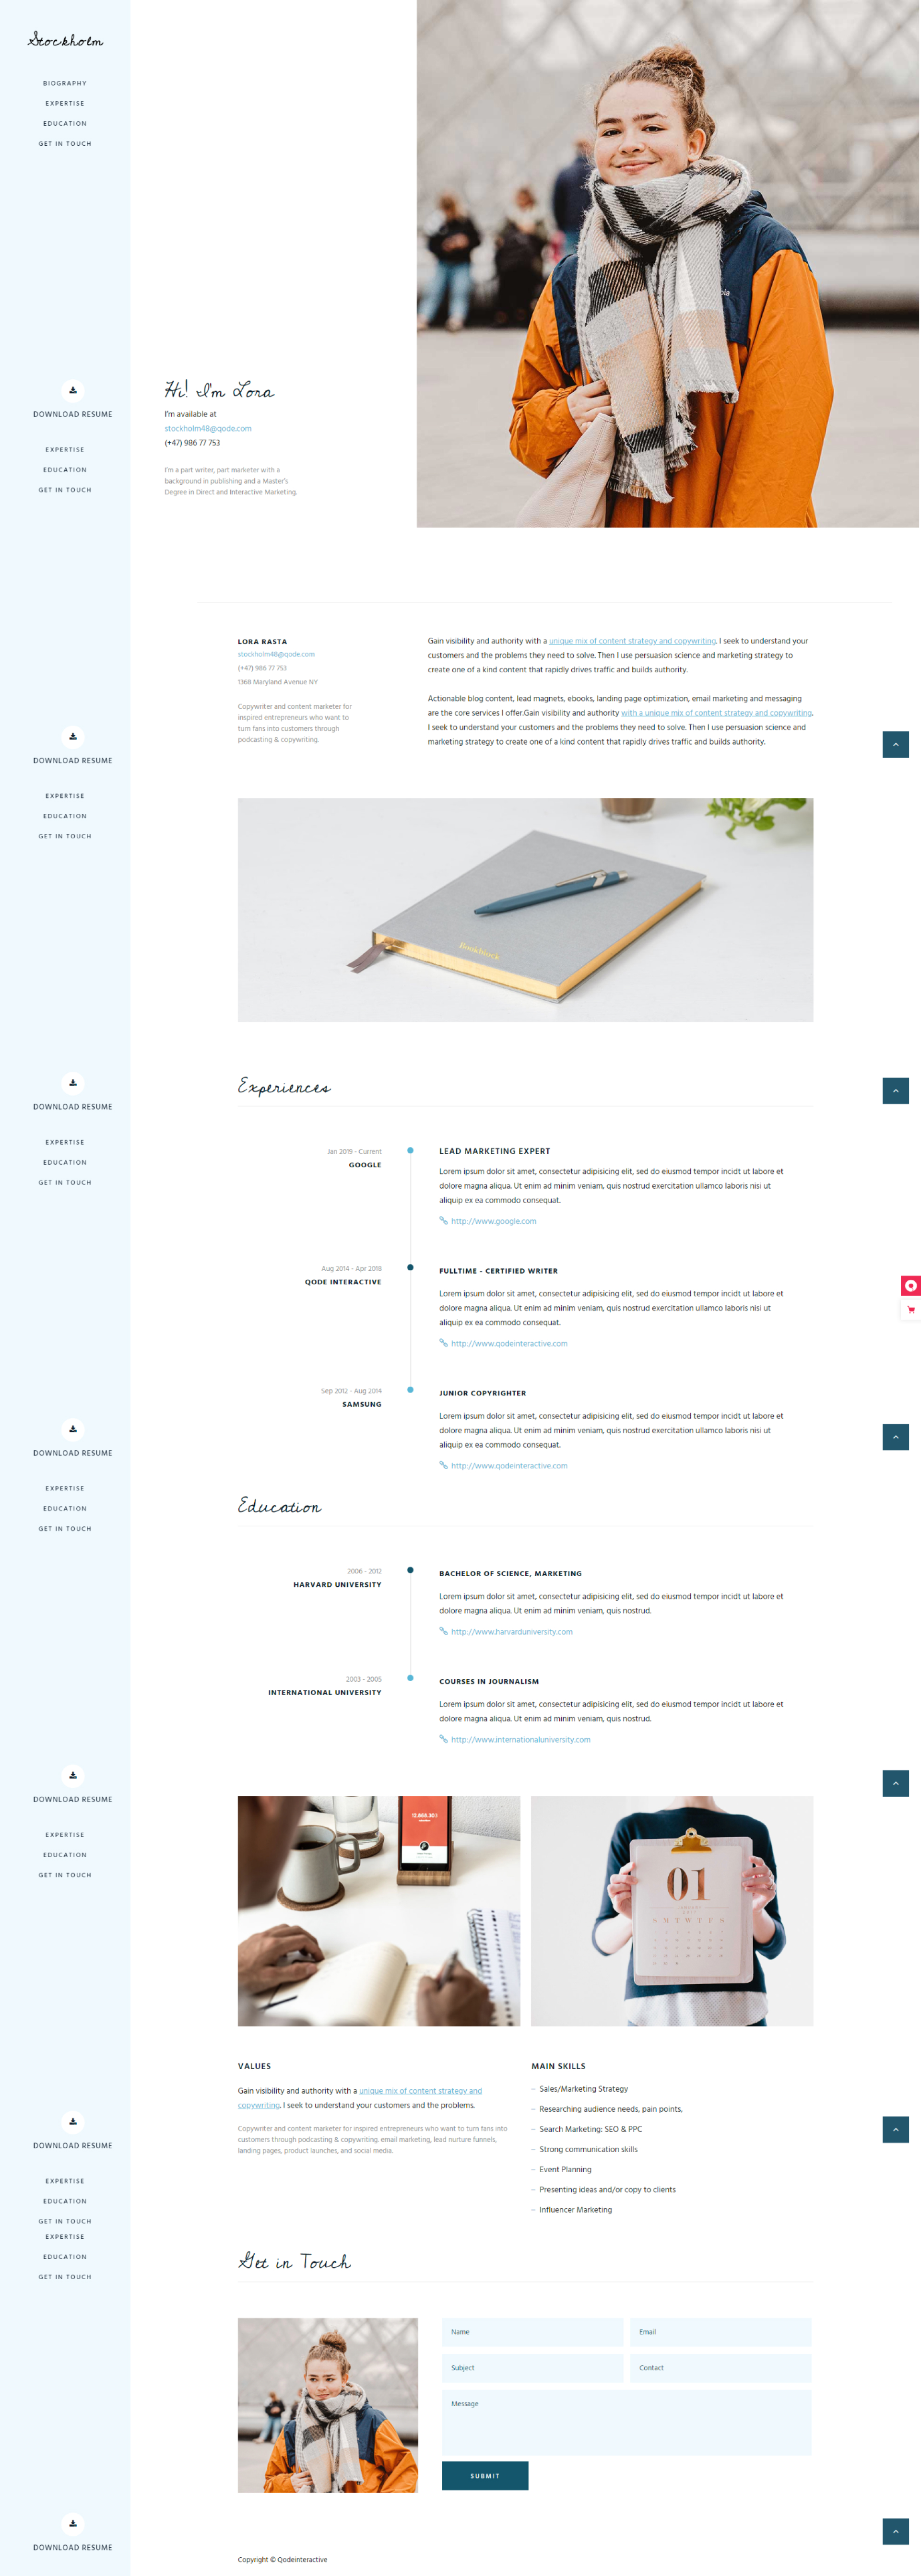 Stockholm
BIOGRAPHY
EXPERTISE
EDUCATION
GET IN TOUCH
DOWNLOAD RESUME
EXPERTISE
EDUCATION
GET IN TOUCH
Hi! I'm Lora
I'm available at
stockholm48@qode.com
(+47) 986 77 753
I'm a part writer, part marketer with a
background in publishing and a Master's
Degree in Direct and Interactive Marketing.
LORA RASTA
stockholm48@qode.com
(+47) 986 77 753
1368 Maryland Avenue NY
Copywriter and content marketer for
inspired entrepreneurs who want to
turn fans into customers through
podcasting & copywriting.
Gain visibility and authority with a unique mix of content strategy and copywriting. I seek to understand your
customers and the problems they need to solve. Then I use persuasion science and marketing strategy to
create one of a kind content that rapidly drives traffic and builds authority.
Actionable blog content, lead magnets, ebooks, landing page optimization, email marketing and messaging
are the core services I offer.Gain visibility and authority with a unique mix of content strategy and copywriting.
I seek to understand your customers and the problems they need to solve. Then I use persuasion science and
marketing strategy to create one of a kind content that rapidly drives traffic and builds authority.
DOWNLOAD RESUME
EXPERTISE
EDUCATION
GET IN TOUCH
Experiences
DOWNLOAD RESUME
EXPERTISE
EDUCATION
GET IN TOUCH
Jan 2019 - Current
GOOGLE
LEAD MARKETING EXPERT
Lorem ipsum dolor sit amet, consectetur adipisicing elit, sed do eiusmod tempor incidt ut labore et
dolore magna aliqua. Ut enim ad minim veniam, quis nostrud exercitation ullamco laboris nisi ut
aliquip ex ea commodo consequat.
http://www.google.com
Aug 2014 - Apr 2018
QODE INTERACTIVE
FULLTIME - CERTIFIED WRITER
Lorem ipsum dolor sit amet, consectetur adipisicing elit, sed do eiusmod tempor incidt ut labore et
dolore magna aliqua. Ut enim ad minim veniam, quis nostrud exercitation ullamco laboris nisi ut
aliquip ex ea commodo consequat.
http://www.qodeinteractive.com
Sep 2012 - Aug 2014
SAMSUNG
JUNIOR COPYRIGHTER
Lorem ipsum dolor sit amet, consectetur adipisicing elit, sed do eiusmod tempor incidt ut labore et
dolore magna aliqua. Ut enim ad minim veniam, quis nostrud exercitation ullamco laboris nisi ut
aliquip ex ea commodo consequat.
http://www.qodeinteractive.com
DOWNLOAD RESUME
EXPERTISE
EDUCATION
GET IN TOUCH
Education
2006 - 2012
HARVARD UNIVERSITY
BACHELOR OF SCIENCE, MARKETING
Lorem ipsum dolor sit amet, consectetur adipisicing elit, sed do eiusmod tempor incidt ut labore et
dolore magna aliqua. Ut enim ad minim veniam, quis nostrud.
http://www.harvarduniversity.com
2003 - 2005
INTERNATIONAL UNIVERSITY
COURSES IN JOURNALISM
Lorem ipsum dolor sit amet, consectetur adipisicing elit, sed do eiusmod tempor incidt ut labore et
dolore magna aliqua. Ut enim ad minim veniam, quis nostrud.
http://www.internationaluniversity.com
DOWNLOAD RESUME
EXPERTISE
EDUCATION
GET IN TOUCH
12.868.30:1
01
S M T W T F S
VALUES
Gain visibility and authority with a unique mix of content strategy and
copywriting. I seek to understand your customers and the problems.
Copywriter and content marketer for inspired entrepreneurs who want to turn fans into
customers through podcasting & copywriting. email marketing, lead nurture funnels,
landing pages, product launches, and social media.
MAIN SKILLS
– Sales/Marketing Strategy
– Researching audience needs, pain points,
– Search Marketing: SEO & PPC
– Strong communication skills
– Event Planning
– Presenting ideas and/or copy to clients
– Influencer Marketing
DOWNLOAD RESUME
EXPERTISE
EDUCATION
GET IN TOUCH
EXPERTISE
EDUCATION
GET IN TOUCH
Get in Touch
Name
Email
Subject
Contact
Message
SUBMIT
DOWNLOAD RESUME
Copyright © Qodeinteractive